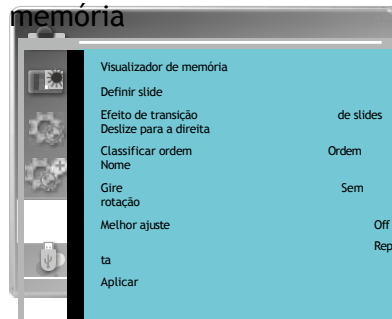 memória
Visualizador de memória
Definir slide
Efeito de transição de slides
Deslize para a direita
Classificar ordem Ordem
Nome
Gire Sem
rotação
Melhor ajuste Off
Rep
ta
Aplicar